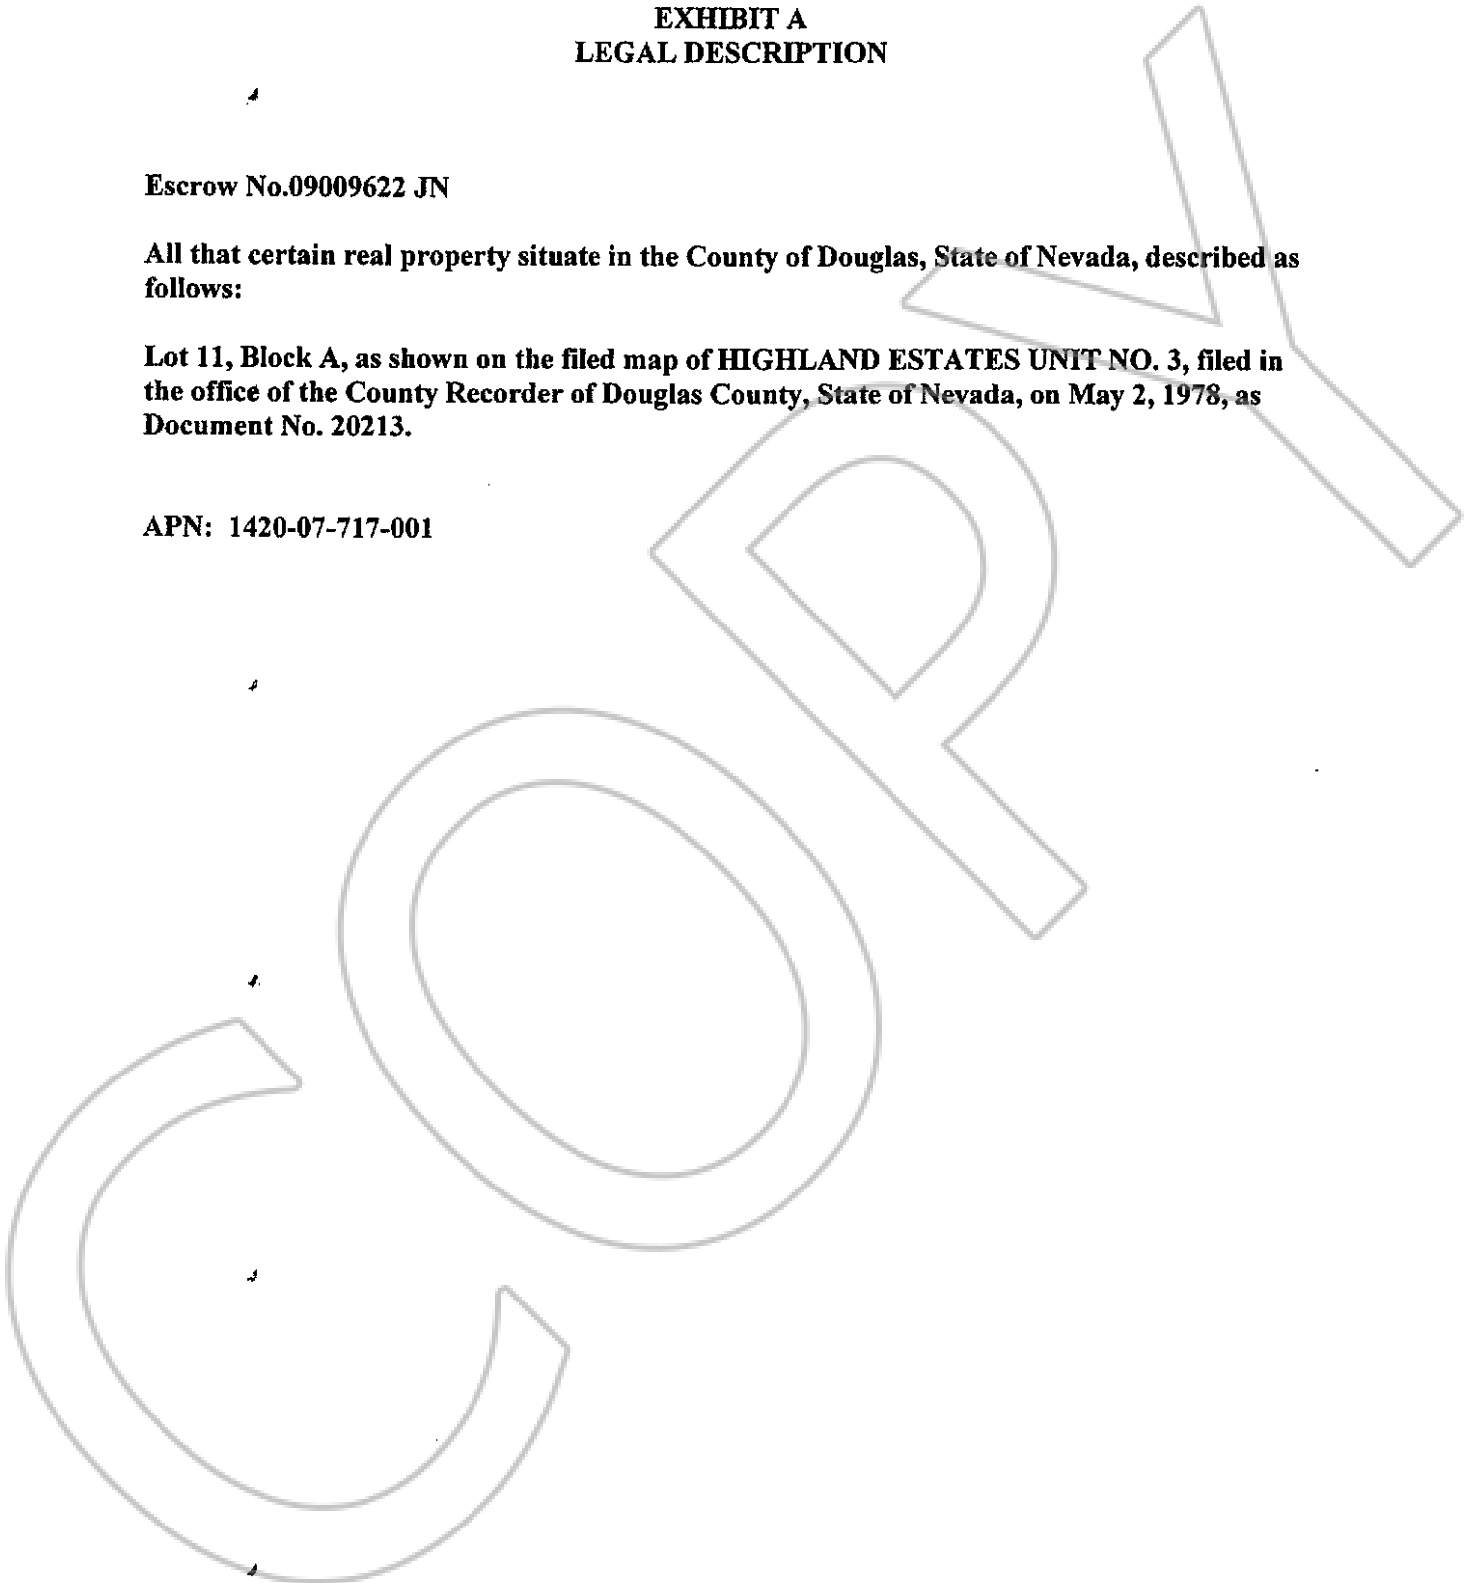 EXHIBIT A
LEGAL DESCRIPTION
Escrow No.09009622 JN
All that certain real property situate in the County of Douglas, State of Nevada, described as
follows:
Lot 11, Block A, as shown on the filed map of HIGHLAND ESTATES UNIT NO. 3, filed in
the office of the County Recorder of Douglas County, State of Nevada, on May 2, 1978, as
Document No. 20213.
APN: 1420-07-717-001
COPY